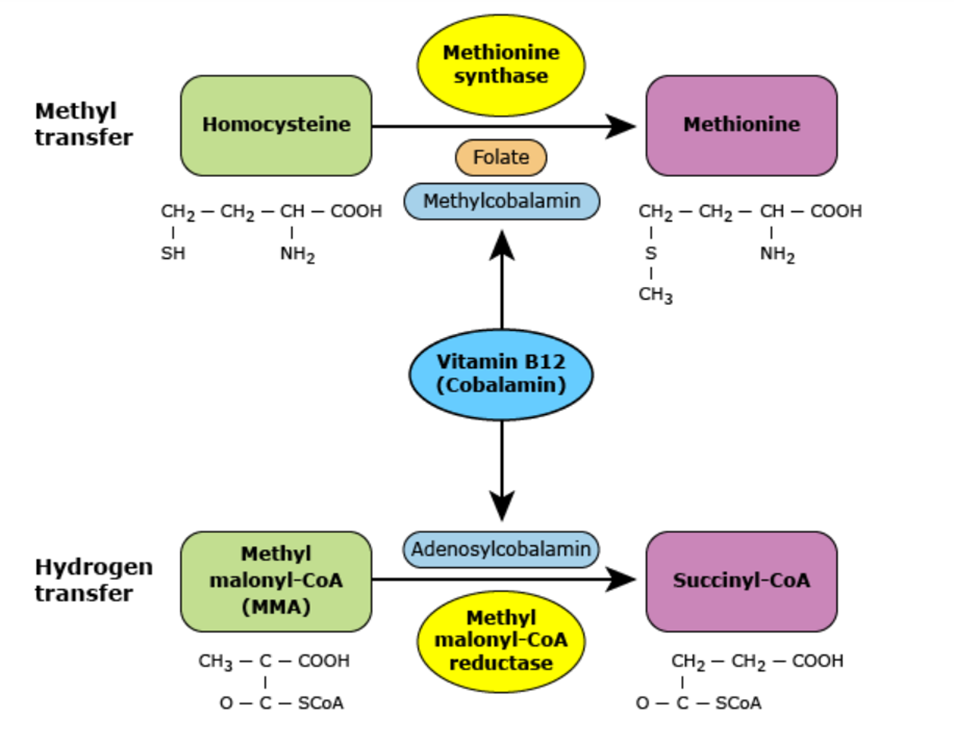 Methionine
synthase
Methyl
transfer
Homocysteine
Methionine
Folate
Methylcobalamin
CH₂ — CH₂ — CH — COOH
SH
NH₂
CH₂ — CH₂ — CH — COOH
S
NH₂
CH₃
Vitamin B12
(Cobalamin)
Adenosylcobalamin
Hydrogen
transfer
Methyl
malonyl-CoA
(MMA)
Succinyl-CoA
Methyl
malonyl-CoA
reductase
CH₃ — C — COOH
O — C — SCoA
CH₂ — CH₂ — COOH
O — C — SCoA